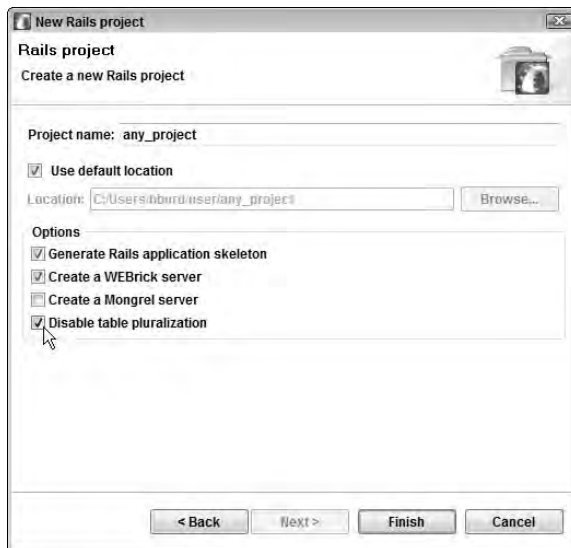 New Rails project
Rails project
Create a new Rails project
Project name: any_project
Use default location
Location: C:/Users/bburd/user/any_project Browse...
Options
Generate Rails application skeleton
Create a WEBrick server
Create a Mongrel server
Disable table pluralization
< Back Next > Finish Cancel